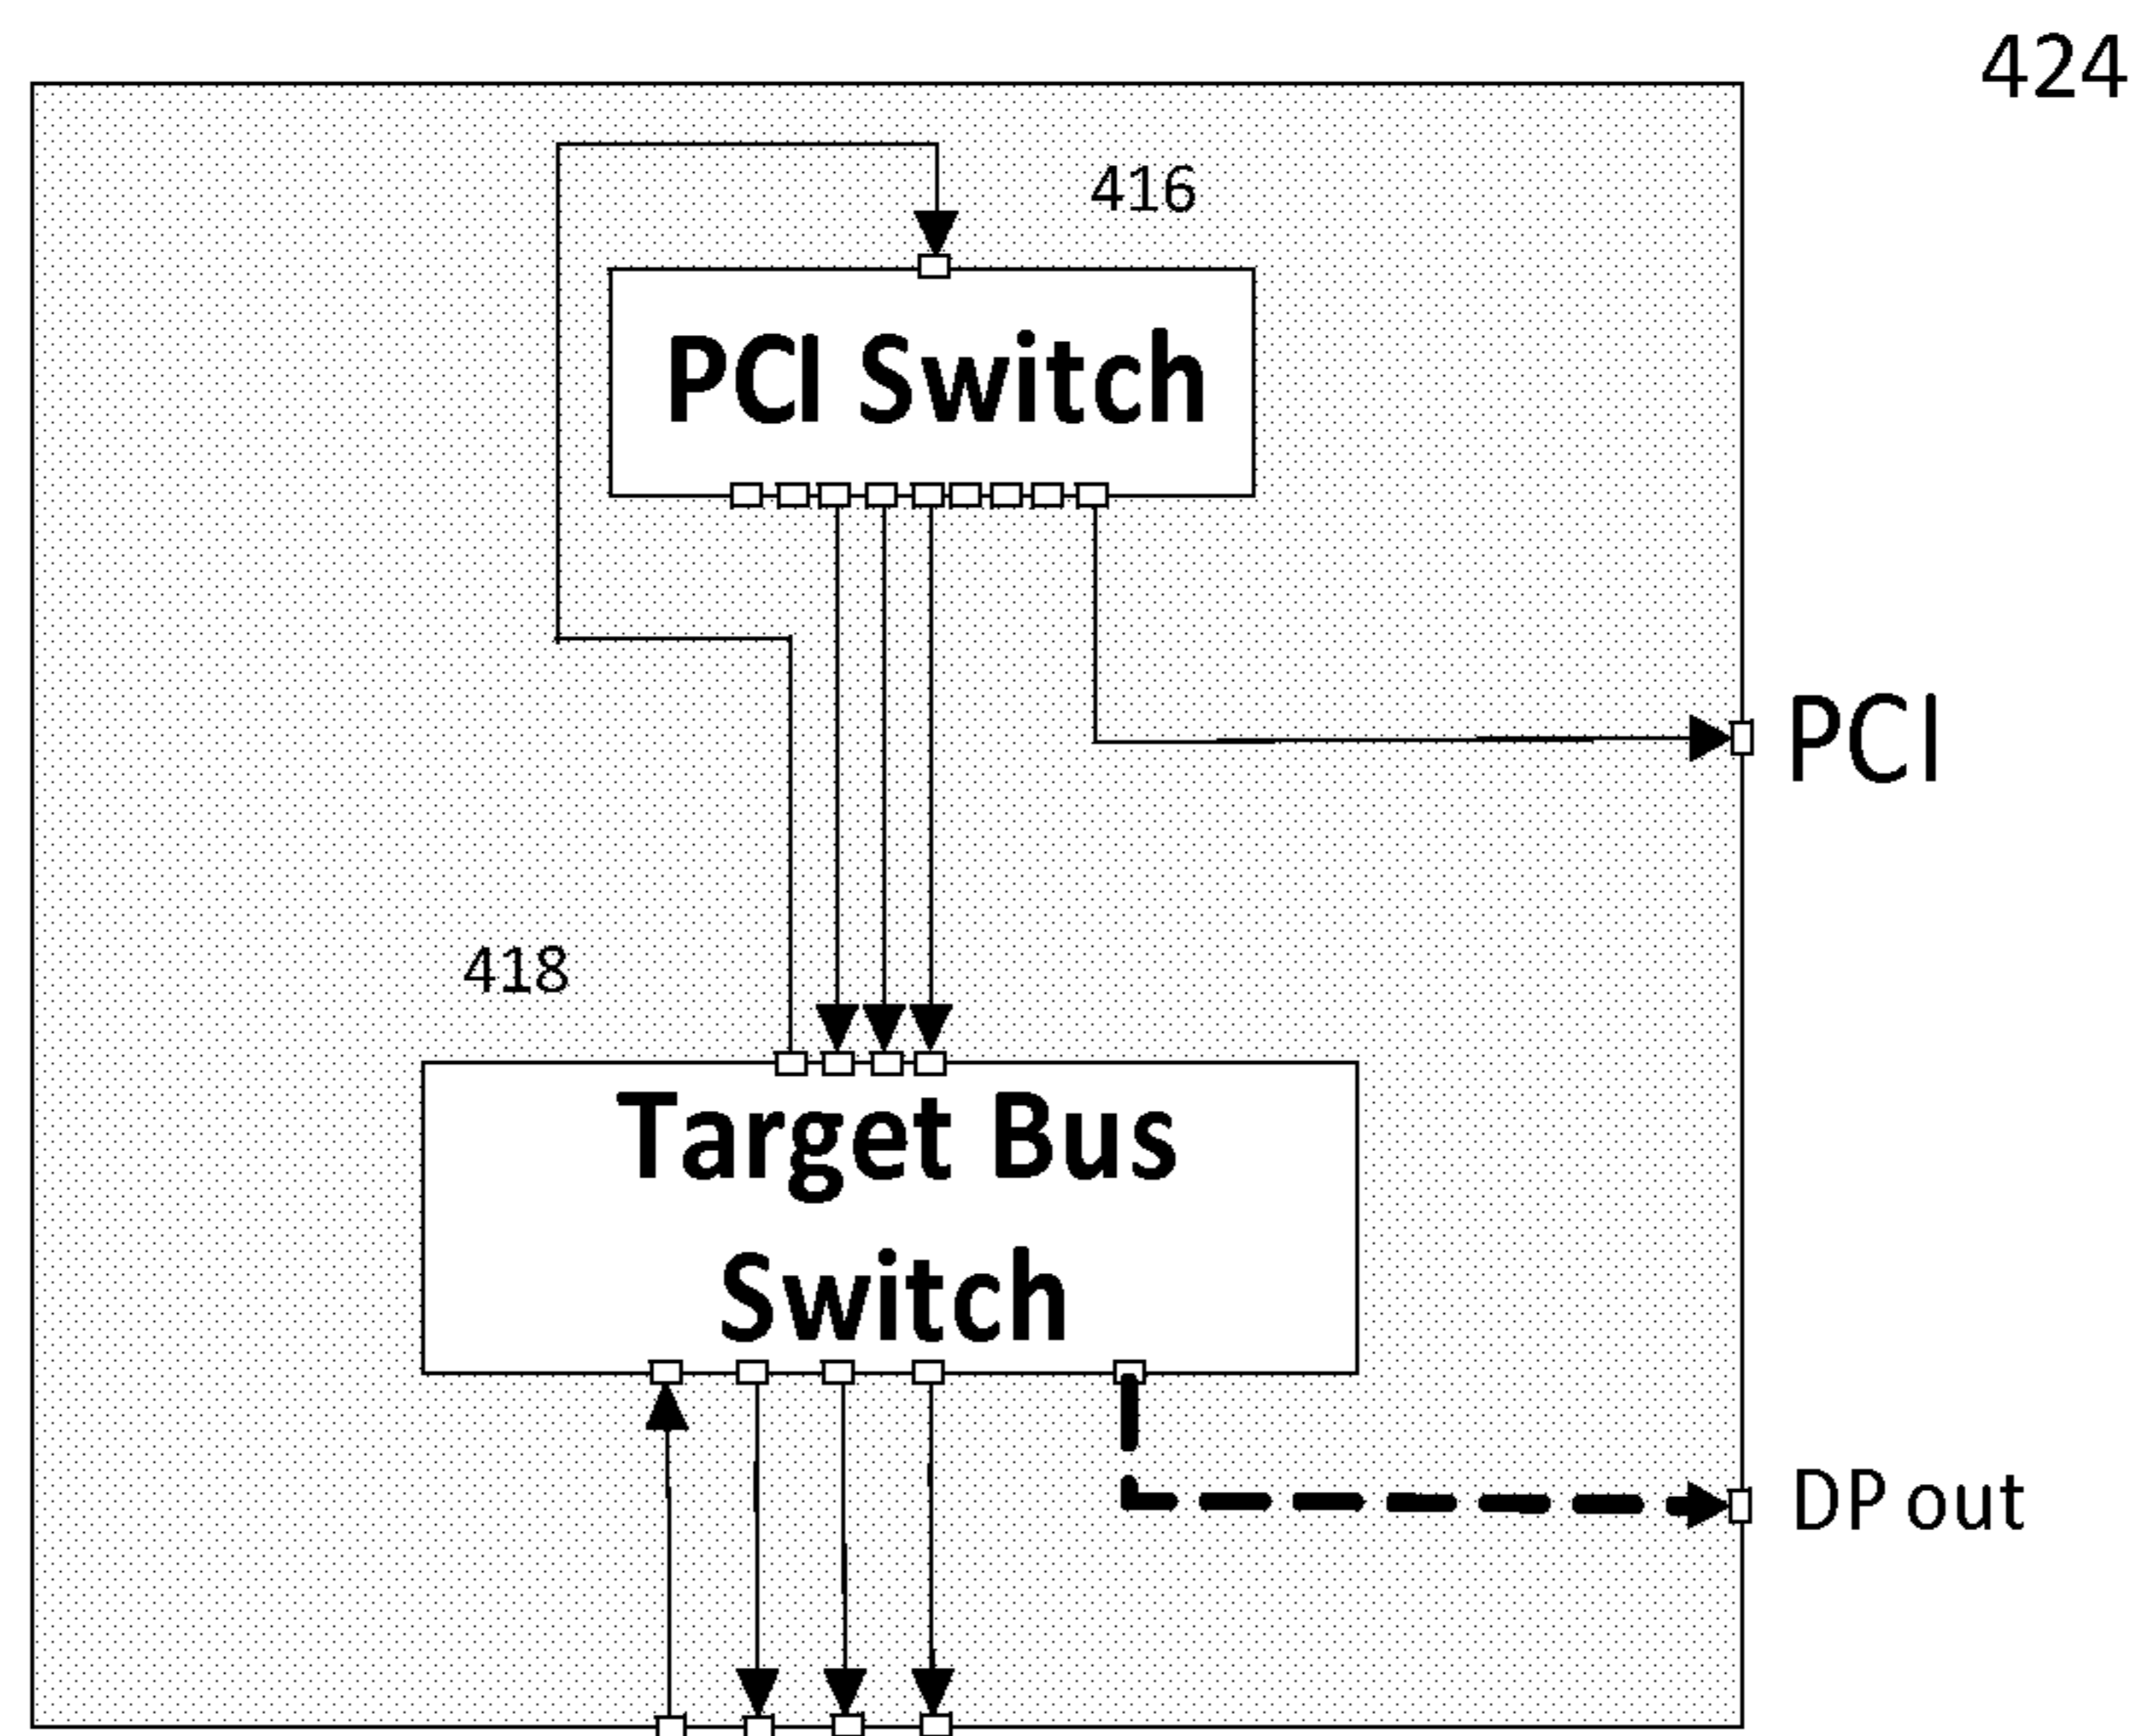 424
416
PCI Switch
PCI
418
Target Bus
Switch
DP out